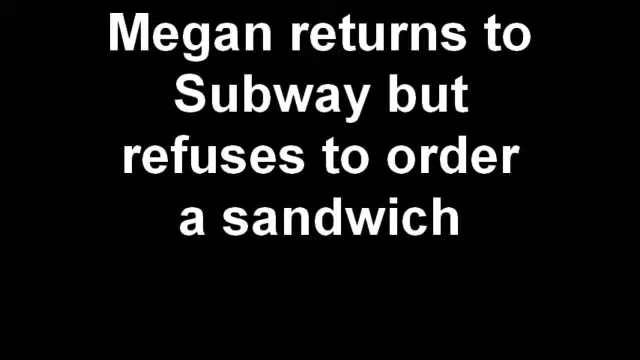 Megan returns to
Subway but
refuses to order
a sandwich